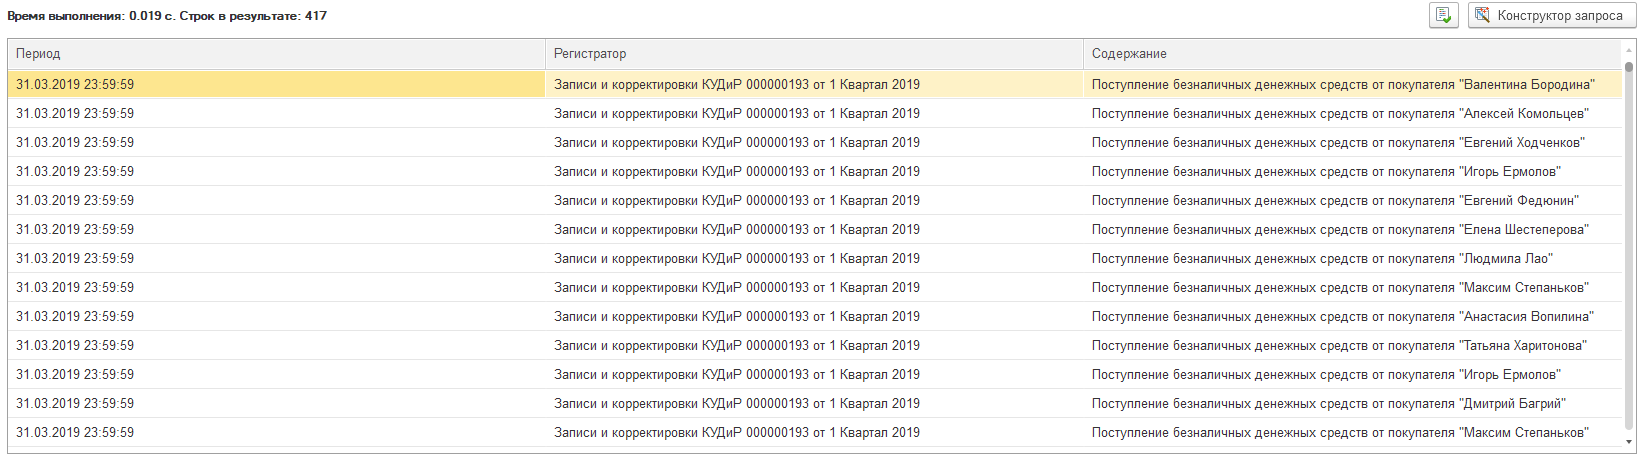 Время выполнения: 0.019 с. Строк в результате: 417
Конструктор запроса
Период Регистратор Содержание
31.03.2019 23:59:59 Записи и корректировки КУДиР 000000193 от 1 Квартал 2019 Поступление безналичных денежных средств от покупателя "Валентина Бородина"
31.03.2019 23:59:59 Записи и корректировки КУДиР 000000193 от 1 Квартал 2019 Поступление безналичных денежных средств от покупателя "Алексей Комольцев"
31.03.2019 23:59:59 Записи и корректировки КУДиР 000000193 от 1 Квартал 2019 Поступление безналичных денежных средств от покупателя "Евгений Ходченков"
31.03.2019 23:59:59 Записи и корректировки КУДиР 000000193 от 1 Квартал 2019 Поступление безналичных денежных средств от покупателя "Игорь Ермолов"
31.03.2019 23:59:59 Записи и корректировки КУДиР 000000193 от 1 Квартал 2019 Поступление безналичных денежных средств от покупателя "Евгений Федюнин"
31.03.2019 23:59:59 Записи и корректировки КУДиР 000000193 от 1 Квартал 2019 Поступление безналичных денежных средств от покупателя "Елена Шестеперова"
31.03.2019 23:59:59 Записи и корректировки КУДиР 000000193 от 1 Квартал 2019 Поступление безналичных денежных средств от покупателя "Людмила Лао"
31.03.2019 23:59:59 Записи и корректировки КУДиР 000000193 от 1 Квартал 2019 Поступление безналичных денежных средств от покупателя "Максим Степаньков"
31.03.2019 23:59:59 Записи и корректировки КУДиР 000000193 от 1 Квартал 2019 Поступление безналичных денежных средств от покупателя "Анастасия Вопилина"
31.03.2019 23:59:59 Записи и корректировки КУДиР 000000193 от 1 Квартал 2019 Поступление безналичных денежных средств от покупателя "Татьяна Харитонова"
31.03.2019 23:59:59 Записи и корректировки КУДиР 000000193 от 1 Квартал 2019 Поступление безналичных денежных средств от покупателя "Игорь Ермолов"
31.03.2019 23:59:59 Записи и корректировки КУДиР 000000193 от 1 Квартал 2019 Поступление безналичных денежных средств от покупателя "Дмитрий Багрий"
31.03.2019 23:59:59 Записи и корректировки КУДиР 000000193 от 1 Квартал 2019 Поступление безналичных денежных средств от покупателя "Максим Степаньков"